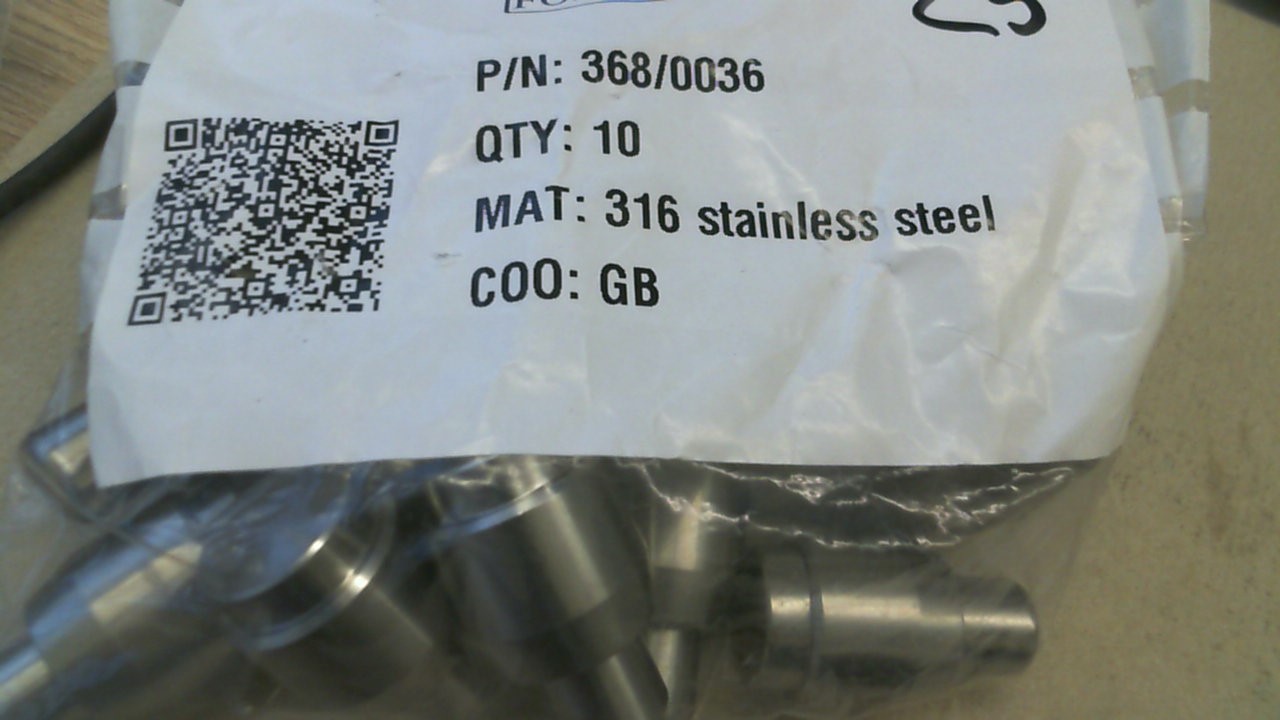 P/N: 368/0036
QTY: 10
MAT: 316 stainless steel
COO: GB